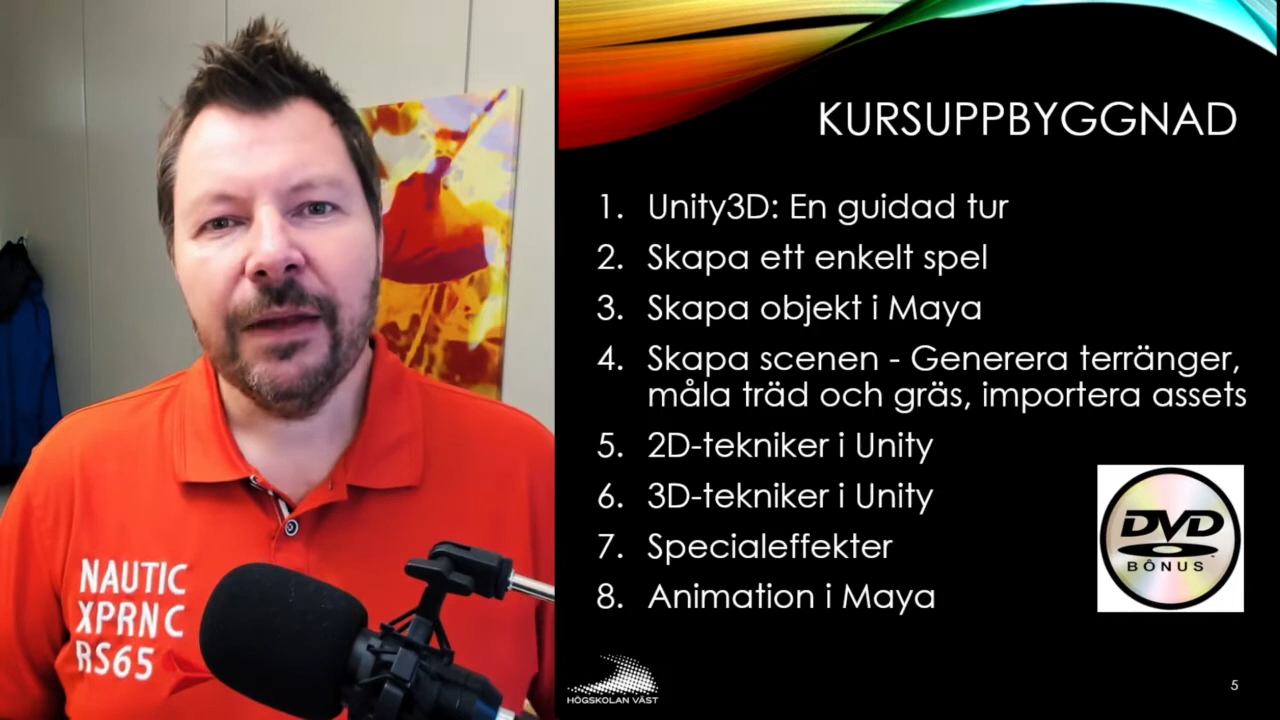 NAUTIC
XPRNC
RS65
KURSUPPBYGGNAD
1. Unity3D: En guidad tur
2. Skapa ett enkelt spel
3. Skapa objekt i Maya
4. Skapa scenen - Generera terränger,
måla träd och gräs, importera assets
5. 2D-tekniker i Unity
6. 3D-tekniker i Unity
7. Specialeffekter
8. Animation i Maya
DVD
BÔNUS
HÖGSKOLAN VÄST
5